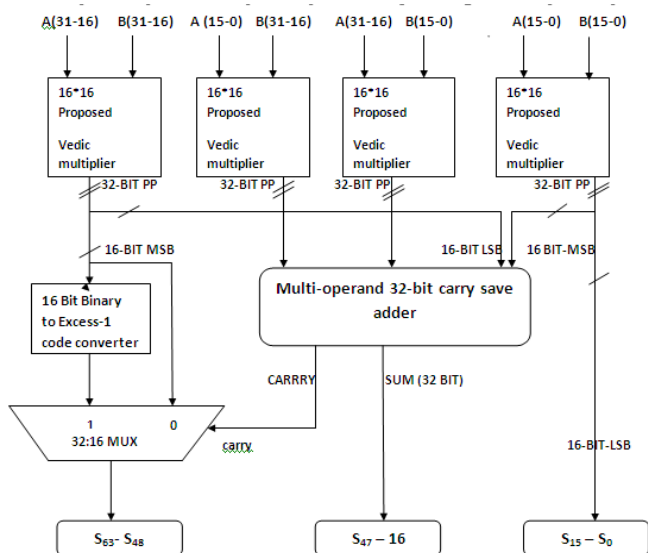 A(31-16) B(31-16) A (15-0) B(31-16) A(31-16) B(15-0) A(15-0) B(15-0)
16*16
Proposed
Vedic
multiplier
16*16
Proposed
Vedic
multiplier
16*16
Proposed
Vedic
multiplier
16*16
Proposed
Vedic
multiplier
32-BIT PP 32-BIT PP 32-BIT PP 32-BIT PP
16-BIT MSB 16-BIT LSB 16 BIT-MSB
16 Bit Binary
to Excess-1
code converter
Multi-operand 32-bit carry save
adder
CARRRY SUM (32 BIT)
1 0
32:16 MUX
carry
16-BIT-LSB
S63- S48 S47 – 16 S15 – S0